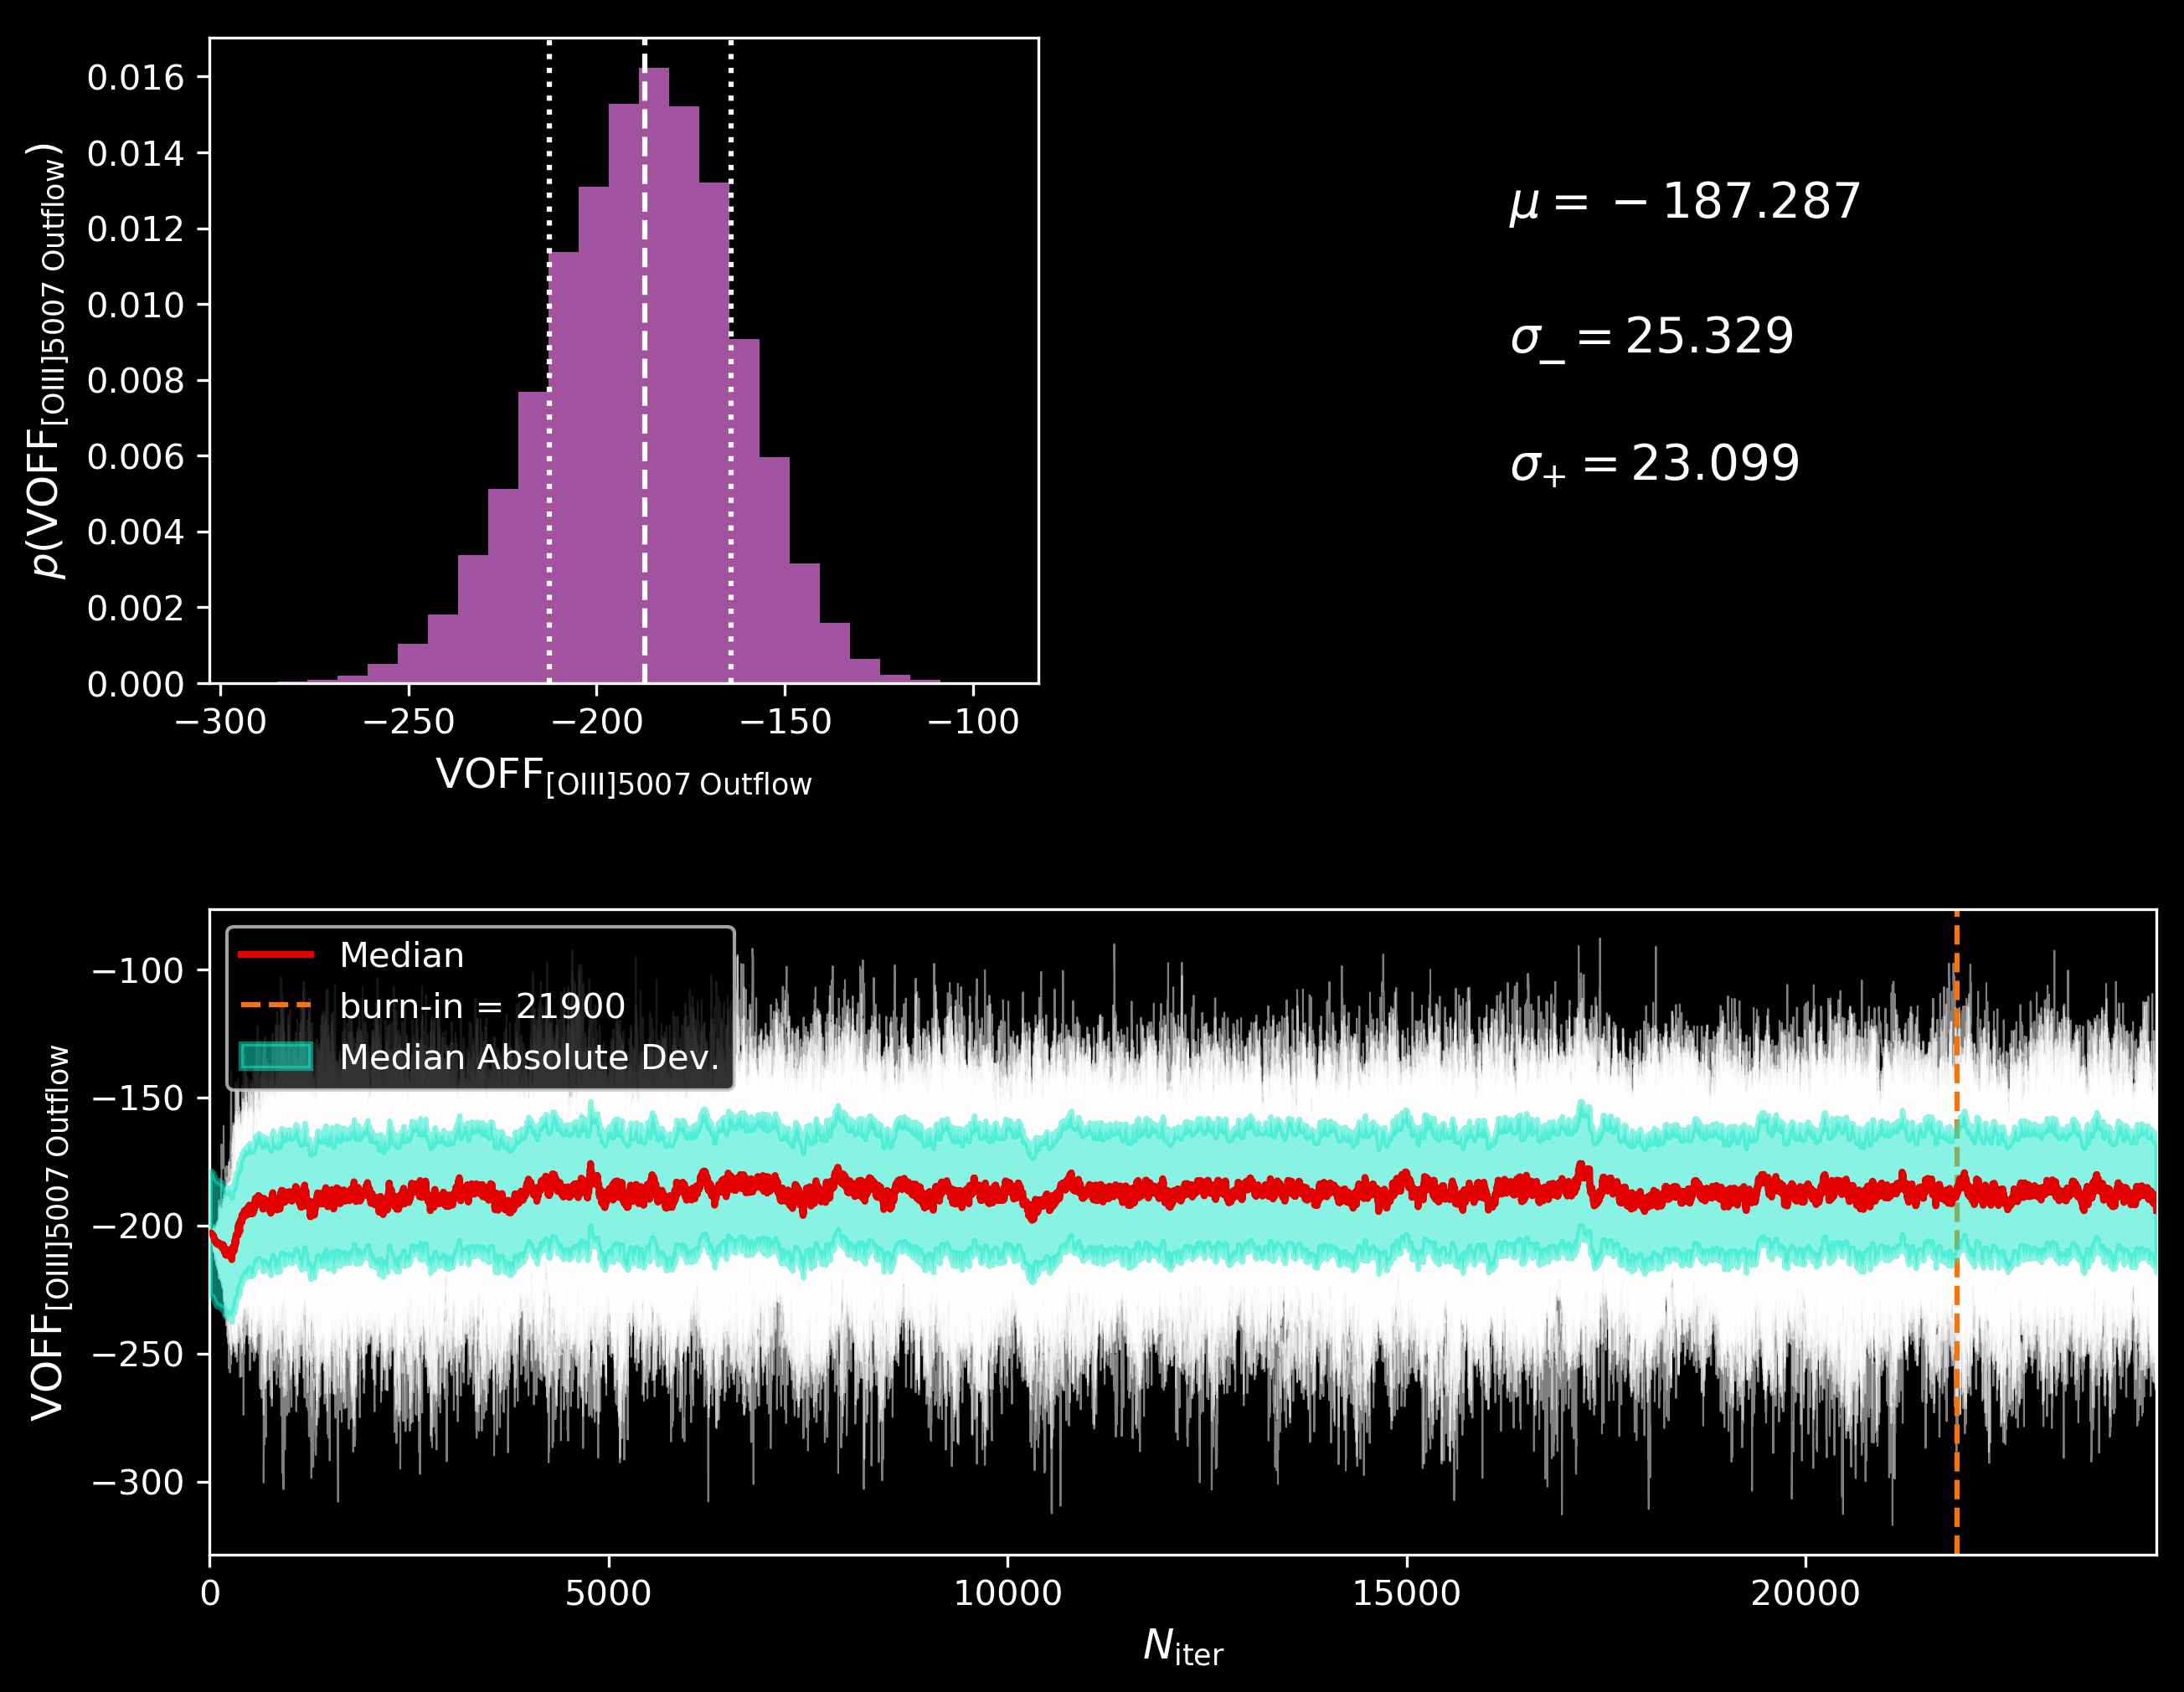 0.016
0.014
0.012
0.010
0.008
0.006
0.004
0.002
0.000
p(VOFF[OIII]5007 Outflow)
−300 −250 −200 −150 −100
VOFF[OIII]5007 Outflow
μ = − 187.287
σ− = 25.329
σ+ = 23.099
Median
burn-in = 21900
Median Absolute Dev.
−100
−150
−200
−250
−300
VOFF[OIII]5007 Outflow
0 5000 10000 15000 20000
Niter